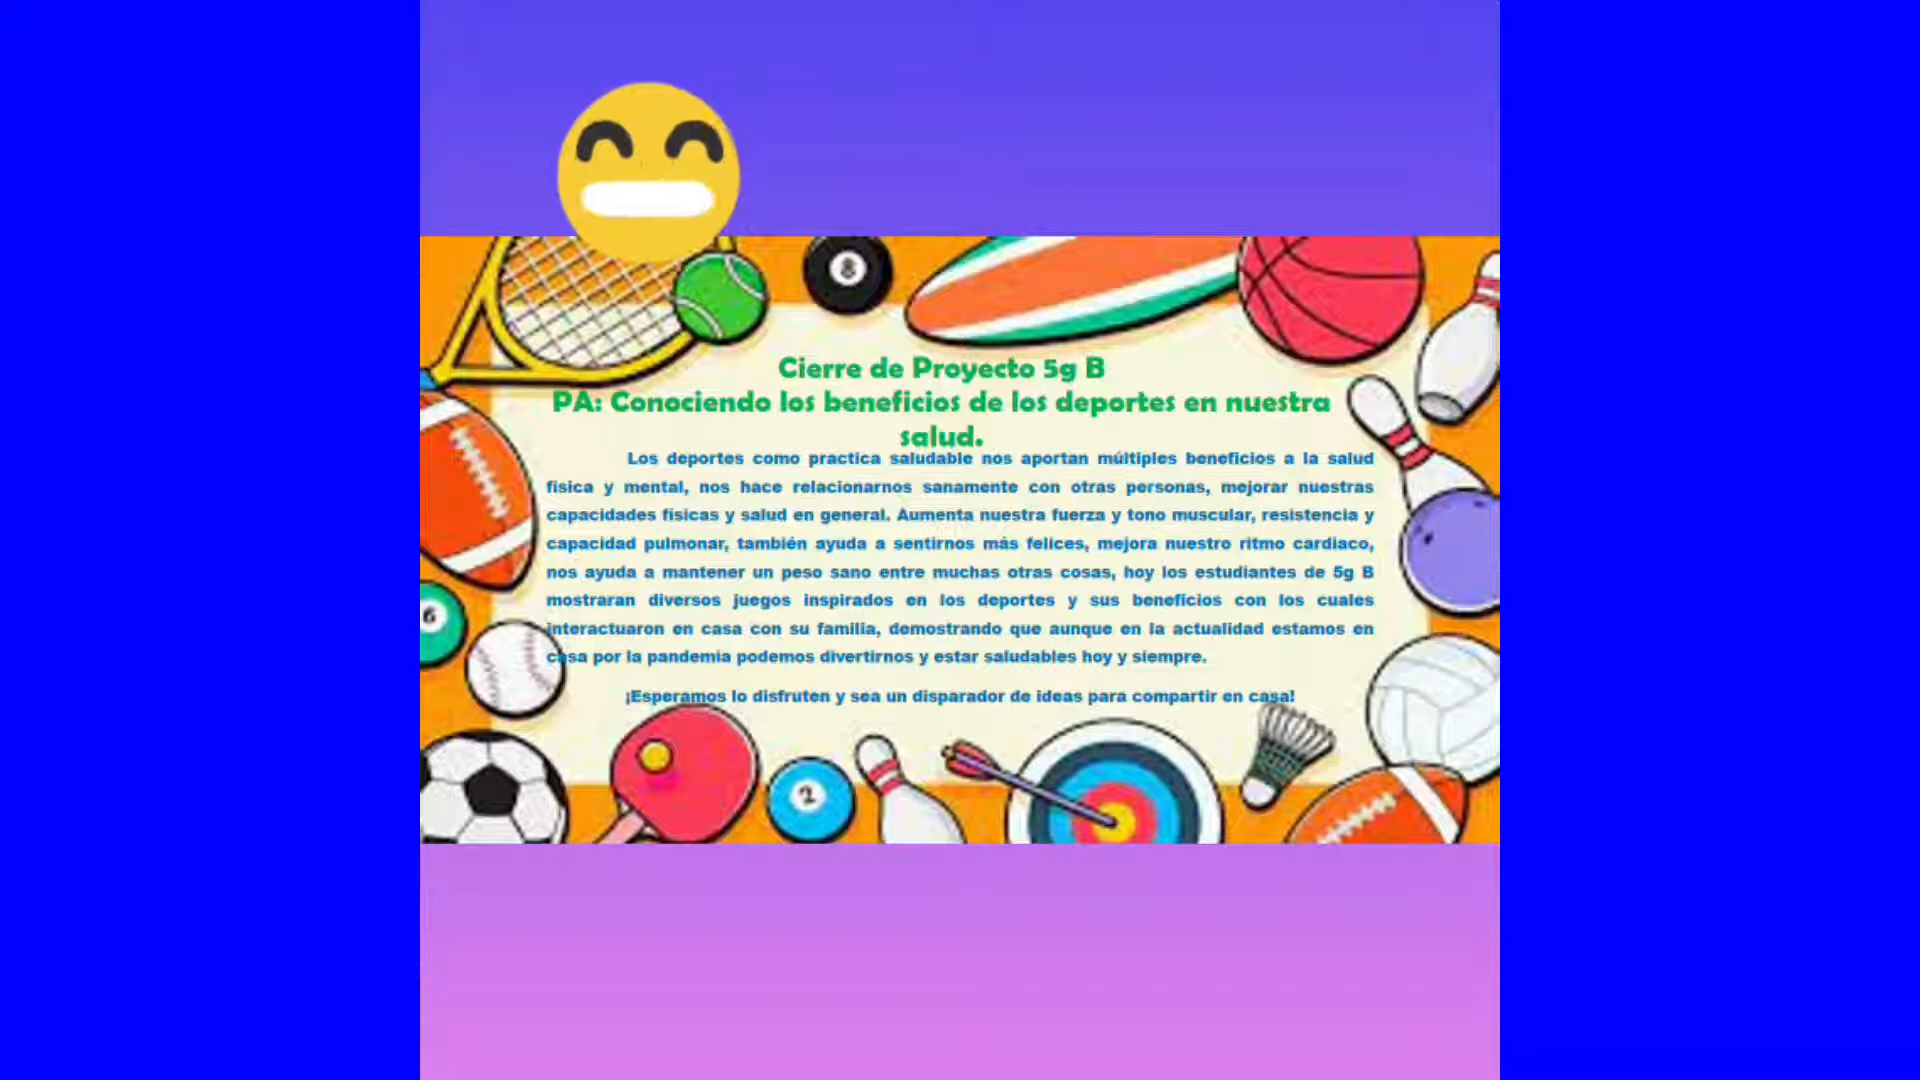 8
Cierre de Proyecto 5g B
PA: Conociendo los beneficios de los deportes en nuestra
salud.
Los deportes como practica saludable nos aportan múltiples beneficios a la salud
fisica y mental, nos hace relacionarnos sanamente con otras personas, mejorar nuestras
capacidades físicas y salud en general. Aumenta nuestra fuerza y tono muscular, resistencia y
capacidad pulmonar, también ayuda a sentirnos más felices, mejora nuestro ritmo cardiaco,
nos ayuda a mantener un peso sano entre muchas otras cosas, hoy los estudiantes de 5g B
mostraran diversos juegos inspirados en los deportes y sus beneficios con los cuales
interactuaron en casa con su familia, demostrando que aunque en la actualidad estamos en
casa por la pandemia podemos divertirnos y estar saludables hoy y siempre.
¡Esperamos lo disfruten y sea un disparador de ideas para compartir en casa!
6
2